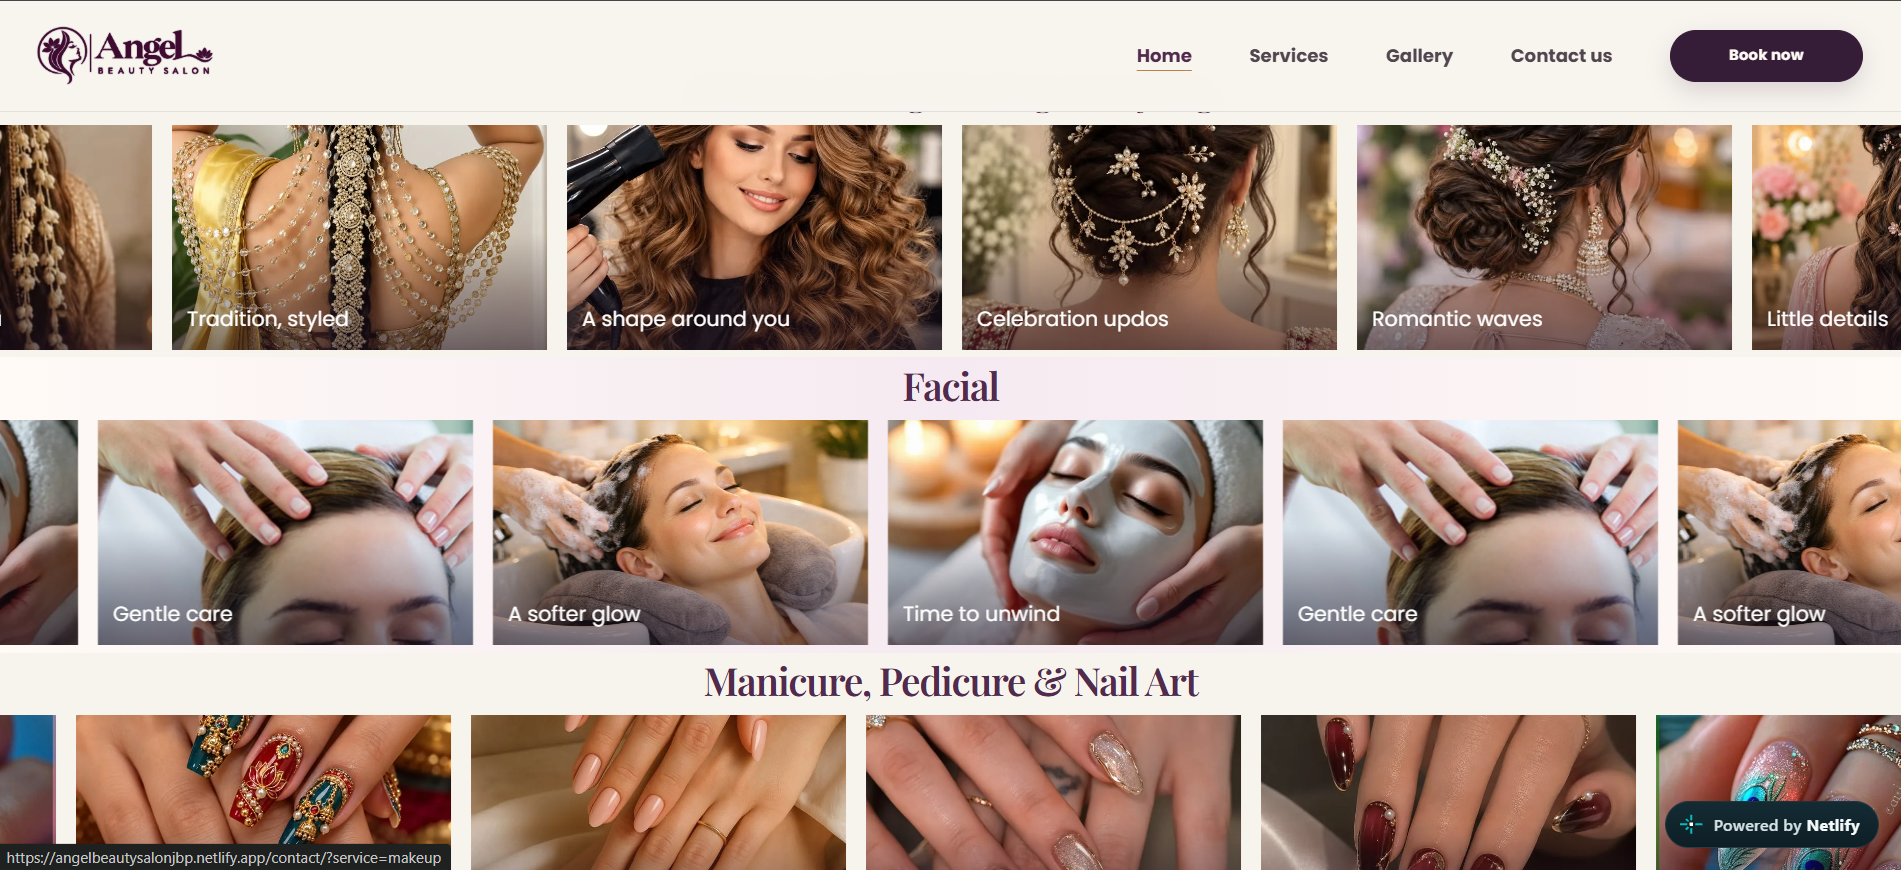 Angel
BEAUTY SALON
Home
Services
Gallery
Contact us
Book now
Tradition, styled
A shape around you
Celebration updos
Romantic waves
Little details
Facial
Gentle care
A softer glow
Time to unwind
Gentle care
A softer glow
Manicure, Pedicure & Nail Art
Powered by Netlify
https://angelbeautysalonjbp.netlify.app/contact/?service=makeup